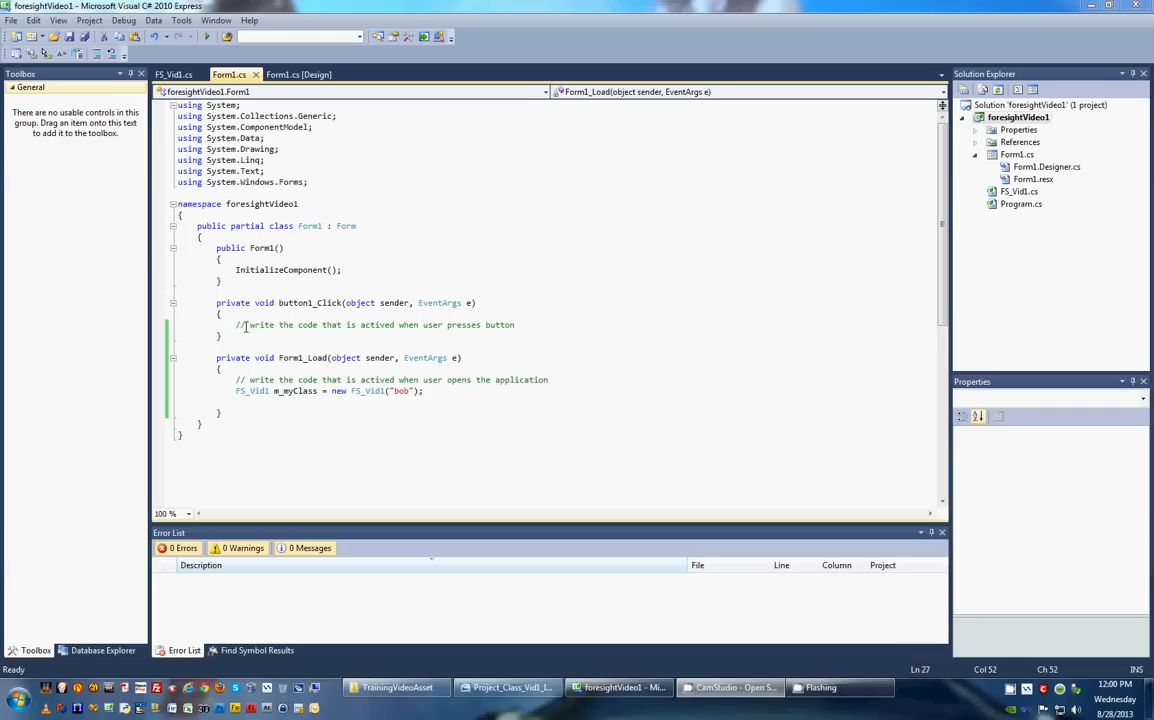 foresightVideo1 - Microsoft Visual C# 2010 Express
File Edit View Project Debug Data Tools Window Help
Toolbox
General
There are no usable controls in this
group. Drag an item onto this text
to add it to the toolbox.
FS_Vid1.cs Form1.cs Form1.cs [Design]
foresightVideo1.Form1 Form1_Load(object sender, EventArgs e)
using System;
using System.Collections.Generic;
using System.ComponentModel;
using System.Data;
using System.Drawing;
using System.Linq;
using System.Text;
using System.Windows.Forms;
namespace foresightVideo1
{
public partial class Form1 : Form
{
public Form1()
{
InitializeComponent();
}
private void button1_Click(object sender, EventArgs e)
{
// write the code that is actived when user presses button
}
private void Form1_Load(object sender, EventArgs e)
{
// write the code that is actived when user opens the application
FS_Vid1 m_myClass = new FS_Vid1("bob");
}
}
}
100 %
Solution Explorer
Solution 'foresightVideo1' (1 project)
foresightVideo1
Properties
References
Form1.cs
Form1.Designer.cs
Form1.resx
FS_Vid1.cs
Program.cs
Properties
Error List
0 Errors 0 Warnings 0 Messages
Description File Line Column Project
Toolbox Database Explorer Error List Find Symbol Results
Ready Ln 27 Col 52 Ch 52 INS
TrainingVideoAsset Project_Class_Vid1_I... foresightVideo1 - Mi... CamStudio - Open S... Flashing
12:00 PM
Wednesday
8/28/2013